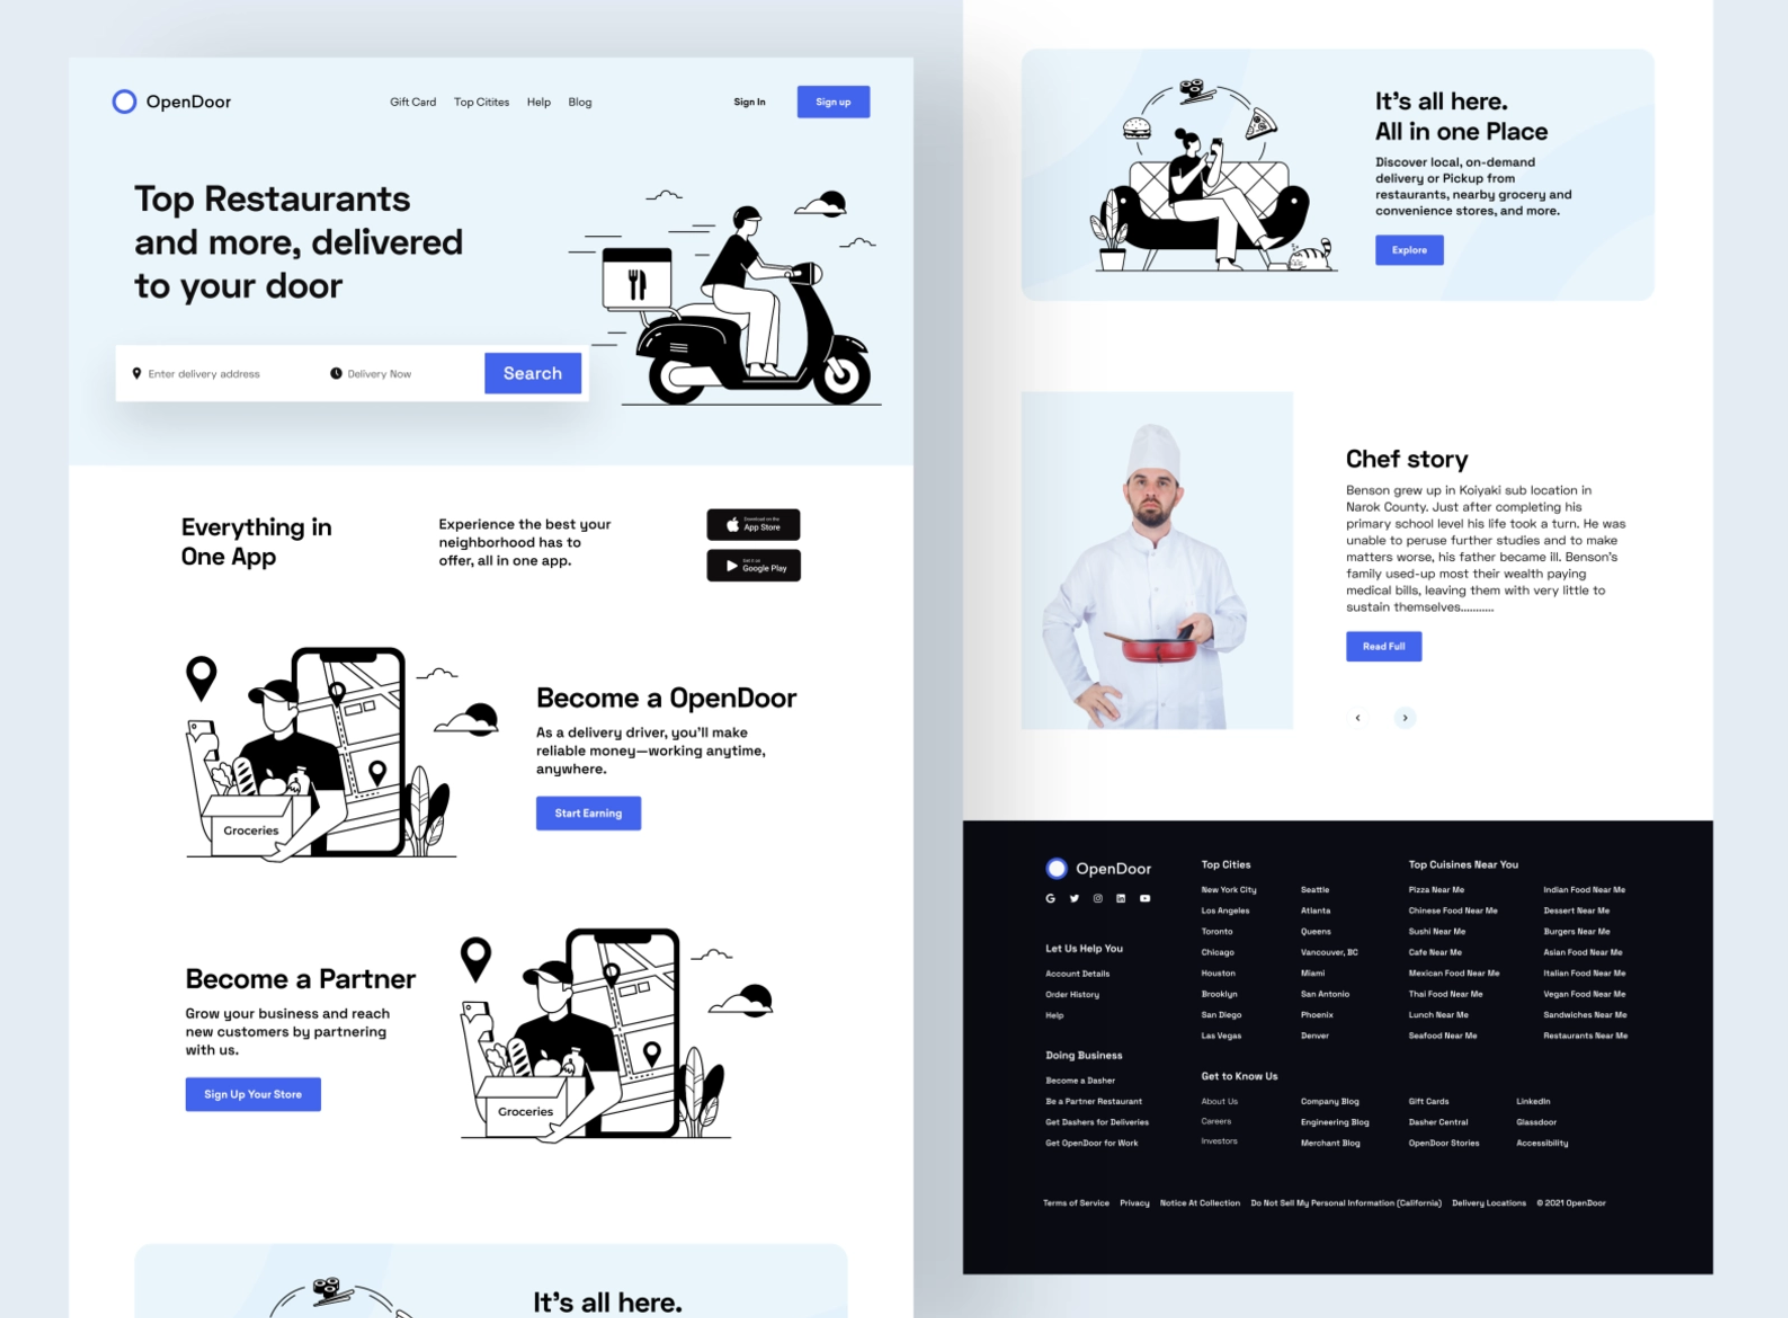 OpenDoor
Gift Card Top Citites Help Blog
Sign In
Sign up
Top Restaurants
and more, delivered
to your door
Enter delivery address
Delivery Now
Search
Everything in
One App
Experience the best your
neighborhood has to
offer, all in one app.
Download on the
App Store
Get it on
Google Play
Groceries
Become a OpenDoor
As a delivery driver, you'll make
reliable money—working anytime,
anywhere.
Start Earning
Become a Partner
Grow your business and reach
new customers by partnering
with us.
Sign Up Your Store
Groceries
It's all here.
It's all here.
All in one Place
Discover local, on-demand
delivery or Pickup from
restaurants, nearby grocery and
convenience stores, and more.
Explore
Chef story
Benson grew up in Koiyaki sub location in
Narok County. Just after completing his
primary school level his life took a turn. He was
unable to peruse further studies and to make
matters worse, his father became ill. Benson's
family used-up most their wealth paying
medical bills, leaving them with very little to
sustain themselves...........
Read Full
OpenDoor
Let Us Help You
Account Details
Order History
Help
Doing Business
Become a Dasher
Be a Partner Restaurant
Get Dashers for Deliveries
Get OpenDoor for Work
Top Cities
New York City
Los Angeles
Toronto
Chicago
Houston
Brooklyn
San Diego
Las Vegas
Seattle
Atlanta
Queens
Vancouver, BC
Miami
San Antonio
Phoenix
Denver
Top Cuisines Near You
Pizza Near Me
Chinese Food Near Me
Sushi Near Me
Cafe Near Me
Mexican Food Near Me
Thai Food Near Me
Lunch Near Me
Seafood Near Me
Indian Food Near Me
Dessert Near Me
Burgers Near Me
Asian Food Near Me
Italian Food Near Me
Vegan Food Near Me
Sandwiches Near Me
Restaurants Near Me
Get to Know Us
About Us
Careers
Investors
Company Blog
Engineering Blog
Merchant Blog
Gift Cards
Dasher Central
OpenDoor Stories
LinkedIn
Glassdoor
Accessibility
Terms of Service Privacy Notice At Collection Do Not Sell My Personal Information (California) Delivery Locations © 2021 OpenDoor